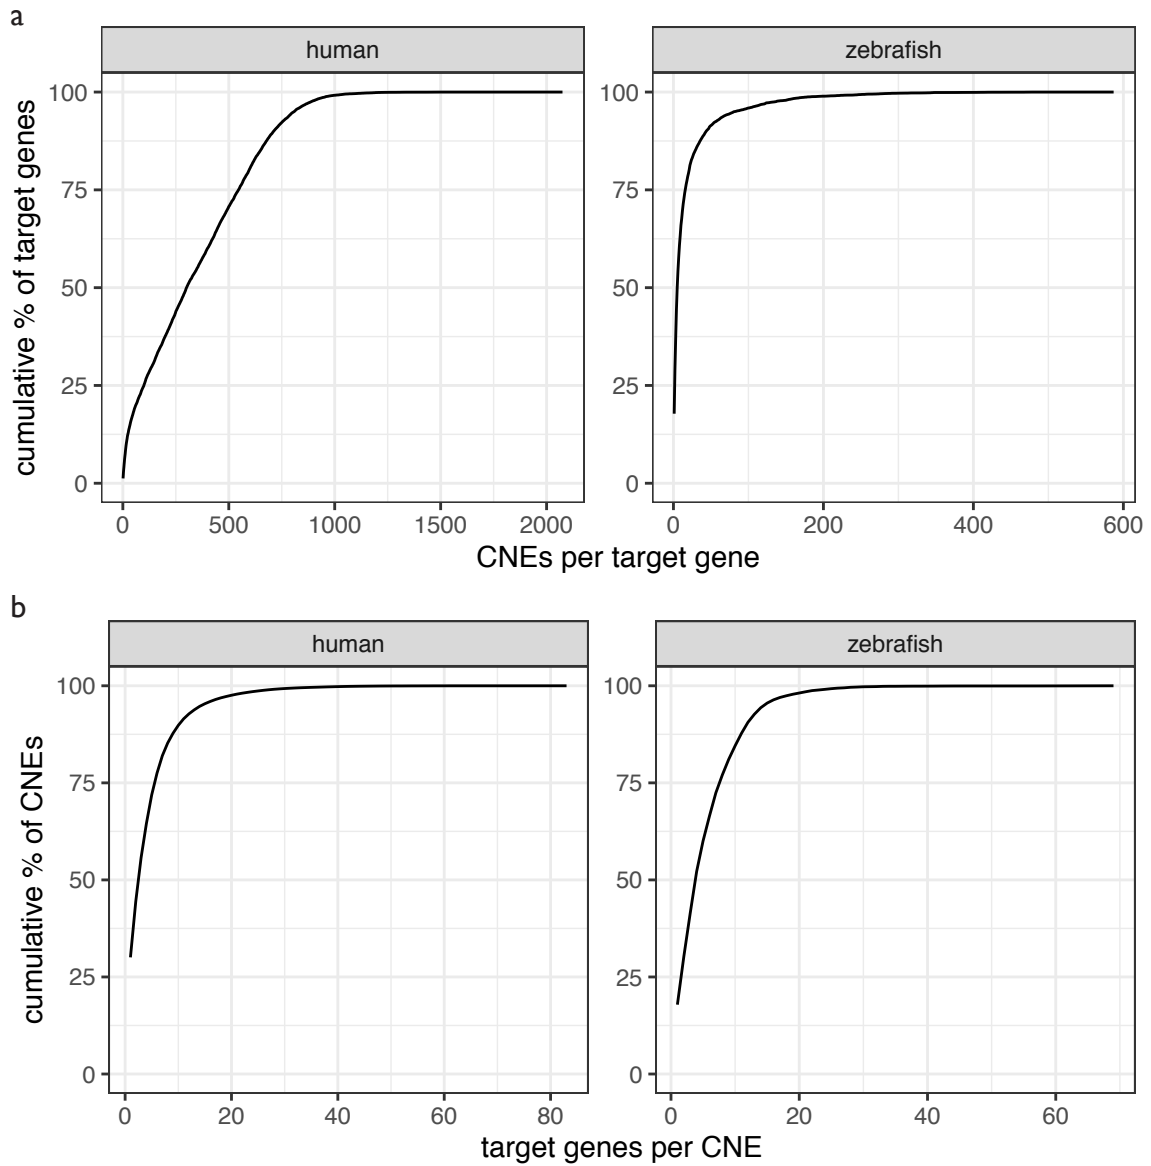 a
human zebrafish
cumulative % of target genes
100
75
50
25
0
0 500 1000 1500 2000
100
75
50
25
0
0 200 400 600
CNEs per target gene
b
human zebrafish
cumulative % of CNEs
100
75
50
25
0
0 20 40 60 80
100
75
50
25
0
0 20 40 60
target genes per CNE